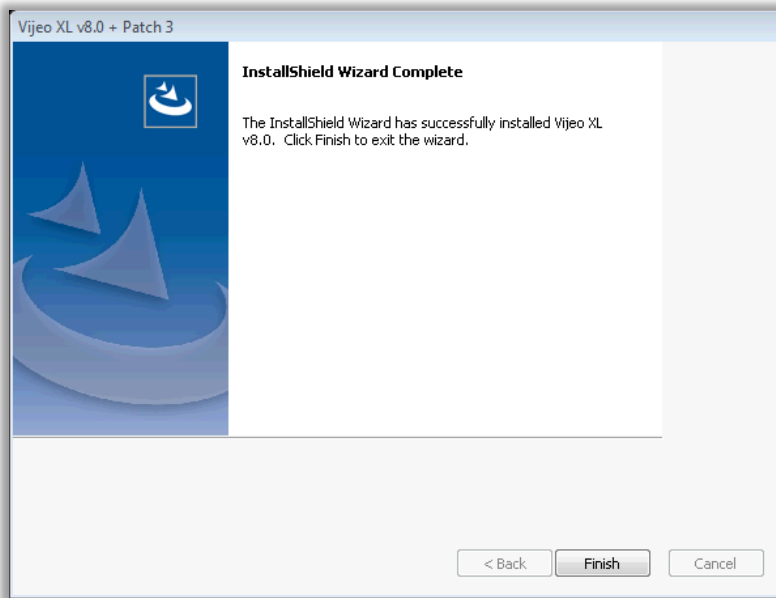 Vijeo XL v8.0 + Patch 3
InstallShield Wizard Complete
The InstallShield Wizard has successfully installed Vijeo XL
v8.0.  Click Finish to exit the wizard.
< Back
Finish
Cancel